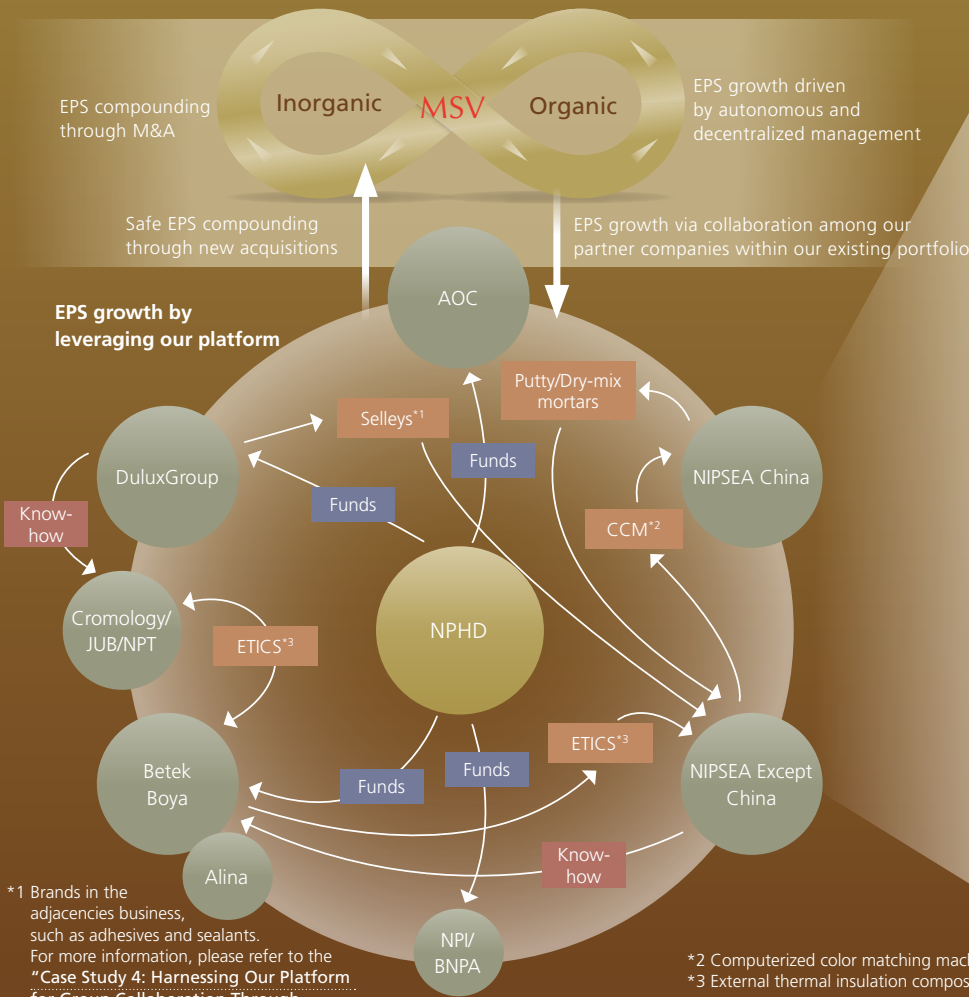 Inorganic
MSV
Organic
EPS compounding
through M&A
EPS growth driven
by autonomous and
decentralized management
Safe EPS compounding
through new acquisitions
EPS growth via collaboration among our
partner companies within our existing portfolio
EPS growth by
leveraging our platform
AOC
Putty/Dry-mix
mortars
Selleys*1
Funds
DuluxGroup
Funds
NIPSEA China
Know-
how
CCM*2
Cromology/
JUB/NPT
ETICS*3
NPHD
ETICS*3
Betek
Boya
Funds
Funds
NIPSEA Except
China
Alina
Know-
how
NPI/
BNPA
*1 Brands in the
adjacencies business,
such as adhesives and sealants.
For more information, please refer to the
"Case Study 4: Harnessing Our Platform
for Group Collaboration Through
*2 Computerized color matching
*3 External thermal insulation